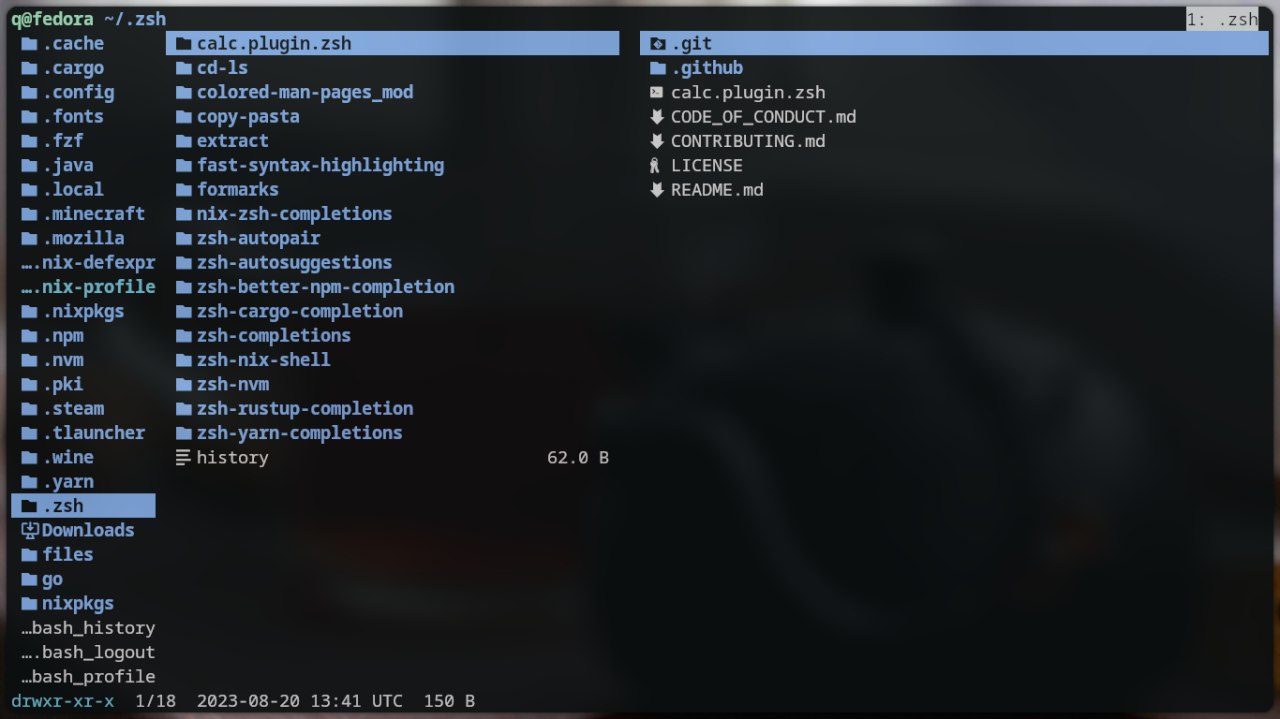 q@fedora ~/.zsh 1: .zsh
.cache calc.plugin.zsh .git
.cargo cd-ls .github
.config colored-man-pages_mod calc.plugin.zsh
.fonts copy-pasta CODE_OF_CONDUCT.md
.fzf extract CONTRIBUTING.md
.java fast-syntax-highlighting LICENSE
.local formarks README.md
.minecraft nix-zsh-completions
.mozilla zsh-autopair
….nix-defexpr zsh-autosuggestions
….nix-profile zsh-better-npm-completion
.nixpkgs zsh-cargo-completion
.npm zsh-completions
.nvm zsh-nix-shell
.pki zsh-nvm
.steam zsh-rustup-completion
.tlauncher zsh-yarn-completions
.wine history 62.0 B
.yarn
.zsh
Downloads
files
go
nixpkgs
…bash_history
….bash_logout
…bash_profile
drwxr-xr-x 1/18 2023-08-20 13:41 UTC 150 B